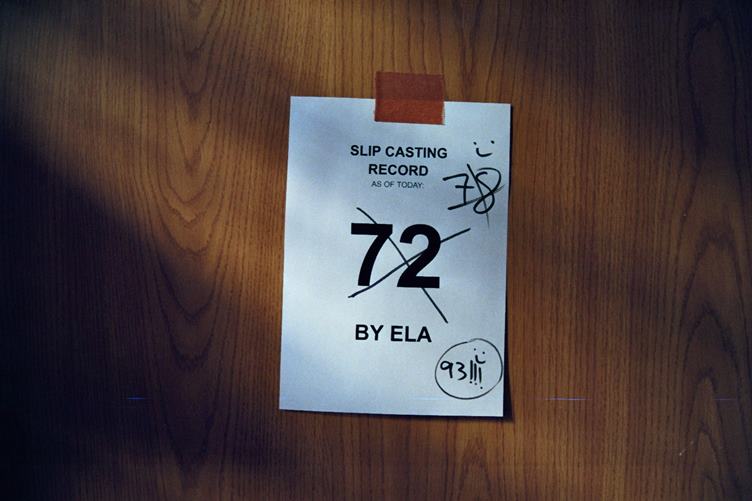 SLIP CASTING
RECORD
AS OF TODAY:
78
72
BY ELA
93!!!